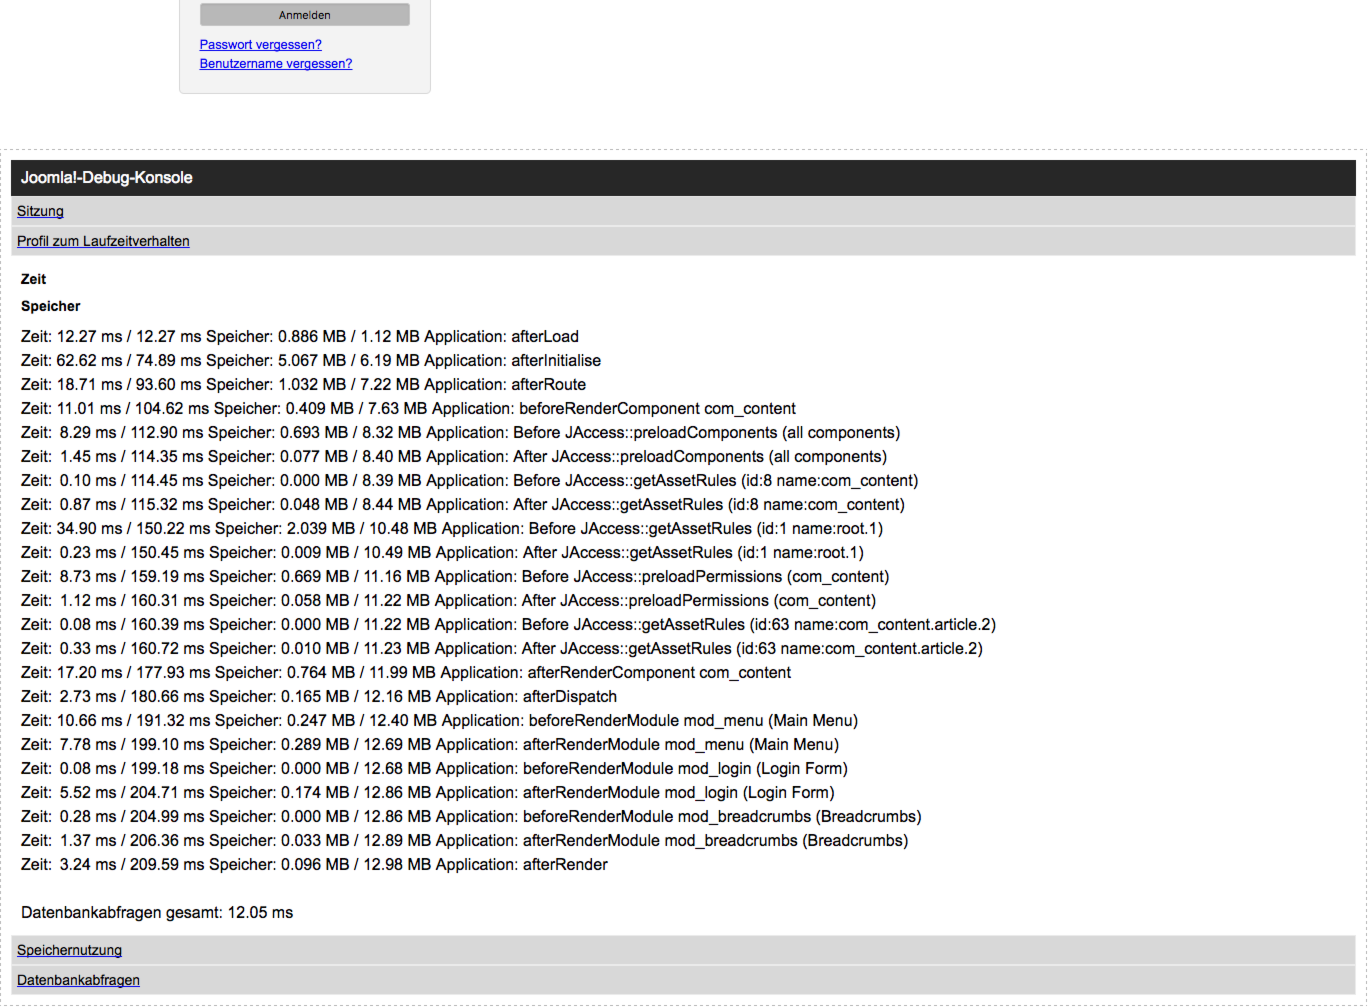 Anmelden
Passwort vergessen?
Benutzername vergessen?
Joomla!-Debug-Konsole
Sitzung
Profil zum Laufzeitverhalten
Zeit
Speicher
Zeit: 12.27 ms / 12.27 ms Speicher: 0.886 MB / 1.12 MB Application: afterLoad
Zeit: 62.62 ms / 74.89 ms Speicher: 5.067 MB / 6.19 MB Application: afterInitialise
Zeit: 18.71 ms / 93.60 ms Speicher: 1.032 MB / 7.22 MB Application: afterRoute
Zeit: 11.01 ms / 104.62 ms Speicher: 0.409 MB / 7.63 MB Application: beforeRenderComponent com_content
Zeit: 8.29 ms / 112.90 ms Speicher: 0.693 MB / 8.32 MB Application: Before JAccess::preloadComponents (all components)
Zeit: 1.45 ms / 114.35 ms Speicher: 0.077 MB / 8.40 MB Application: After JAccess::preloadComponents (all components)
Zeit: 0.10 ms / 114.45 ms Speicher: 0.000 MB / 8.39 MB Application: Before JAccess::getAssetRules (id:8 name:com_content)
Zeit: 0.87 ms / 115.32 ms Speicher: 0.048 MB / 8.44 MB Application: After JAccess::getAssetRules (id:8 name:com_content)
Zeit: 34.90 ms / 150.22 ms Speicher: 2.039 MB / 10.48 MB Application: Before JAccess::getAssetRules (id:1 name:root.1)
Zeit: 0.23 ms / 150.45 ms Speicher: 0.009 MB / 10.49 MB Application: After JAccess::getAssetRules (id:1 name:root.1)
Zeit: 8.73 ms / 159.19 ms Speicher: 0.669 MB / 11.16 MB Application: Before JAccess::preloadPermissions (com_content)
Zeit: 1.12 ms / 160.31 ms Speicher: 0.058 MB / 11.22 MB Application: After JAccess::preloadPermissions (com_content)
Zeit: 0.08 ms / 160.39 ms Speicher: 0.000 MB / 11.22 MB Application: Before JAccess::getAssetRules (id:63 name:com_content.article.2)
Zeit: 0.33 ms / 160.72 ms Speicher: 0.010 MB / 11.23 MB Application: After JAccess::getAssetRules (id:63 name:com_content.article.2)
Zeit: 17.20 ms / 177.93 ms Speicher: 0.764 MB / 11.99 MB Application: afterRenderComponent com_content
Zeit: 2.73 ms / 180.66 ms Speicher: 0.165 MB / 12.16 MB Application: afterDispatch
Zeit: 10.66 ms / 191.32 ms Speicher: 0.247 MB / 12.40 MB Application: beforeRenderModule mod_menu (Main Menu)
Zeit: 7.78 ms / 199.10 ms Speicher: 0.289 MB / 12.69 MB Application: afterRenderModule mod_menu (Main Menu)
Zeit: 0.08 ms / 199.18 ms Speicher: 0.000 MB / 12.68 MB Application: beforeRenderModule mod_login (Login Form)
Zeit: 5.52 ms / 204.71 ms Speicher: 0.174 MB / 12.86 MB Application: afterRenderModule mod_login (Login Form)
Zeit: 0.28 ms / 204.99 ms Speicher: 0.000 MB / 12.86 MB Application: beforeRenderModule mod_breadcrumbs (Breadcrumbs)
Zeit: 1.37 ms / 206.36 ms Speicher: 0.033 MB / 12.89 MB Application: afterRenderModule mod_breadcrumbs (Breadcrumbs)
Zeit: 3.24 ms / 209.59 ms Speicher: 0.096 MB / 12.98 MB Application: afterRender
Datenbankabfragen gesamt: 12.05 ms
Speichernutzung
Datenbankabfragen